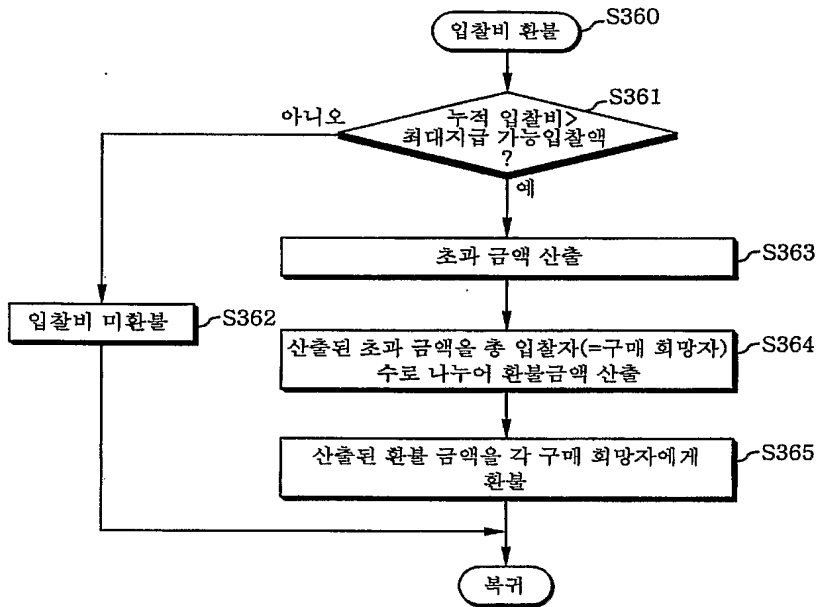 입찰비 환불
S360
S361
누적 입찰비>
최대지급 가능입찰액
?
아니오
예
초과 금액 산출
S363
입찰비 미환불
S362
산출된 초과 금액을 총 입찰자(=구매 희망자)
수로 나누어 환불금액 산출
S364
산출된 환불 금액을 각 구매 희망자에게
환불
S365
복귀